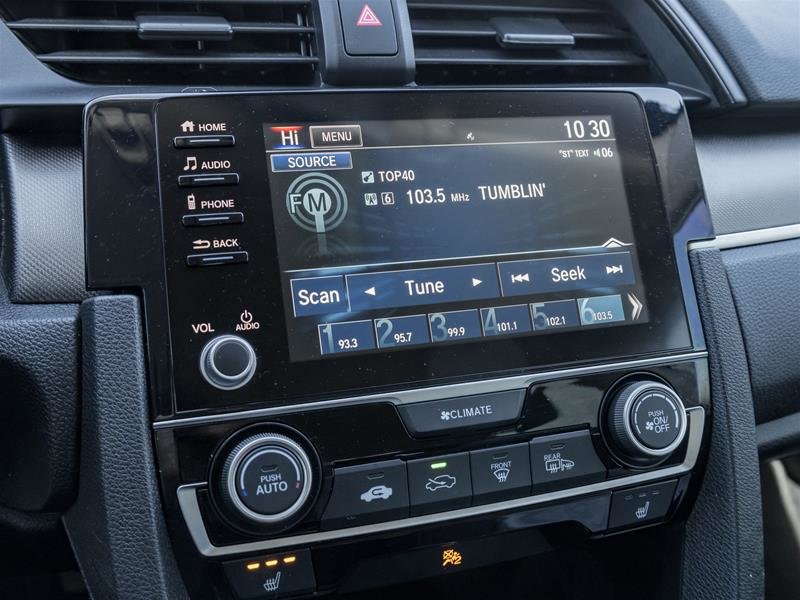 HOME
AUDIO
PHONE
BACK
VOL
AUDIO
Hi MENU 10 30
SOURCE "ST" TEXT 06
TOP40
FM 6 103.5 MHz TUMBLIN'
Scan Tune Seek
1 93.3 2 95.7 3 99.9 4 101.1 5 102.1 6 103.5
CLIMATE
PUSH
AUTO
FRONT
REAR
PUSH
ON/
OFF